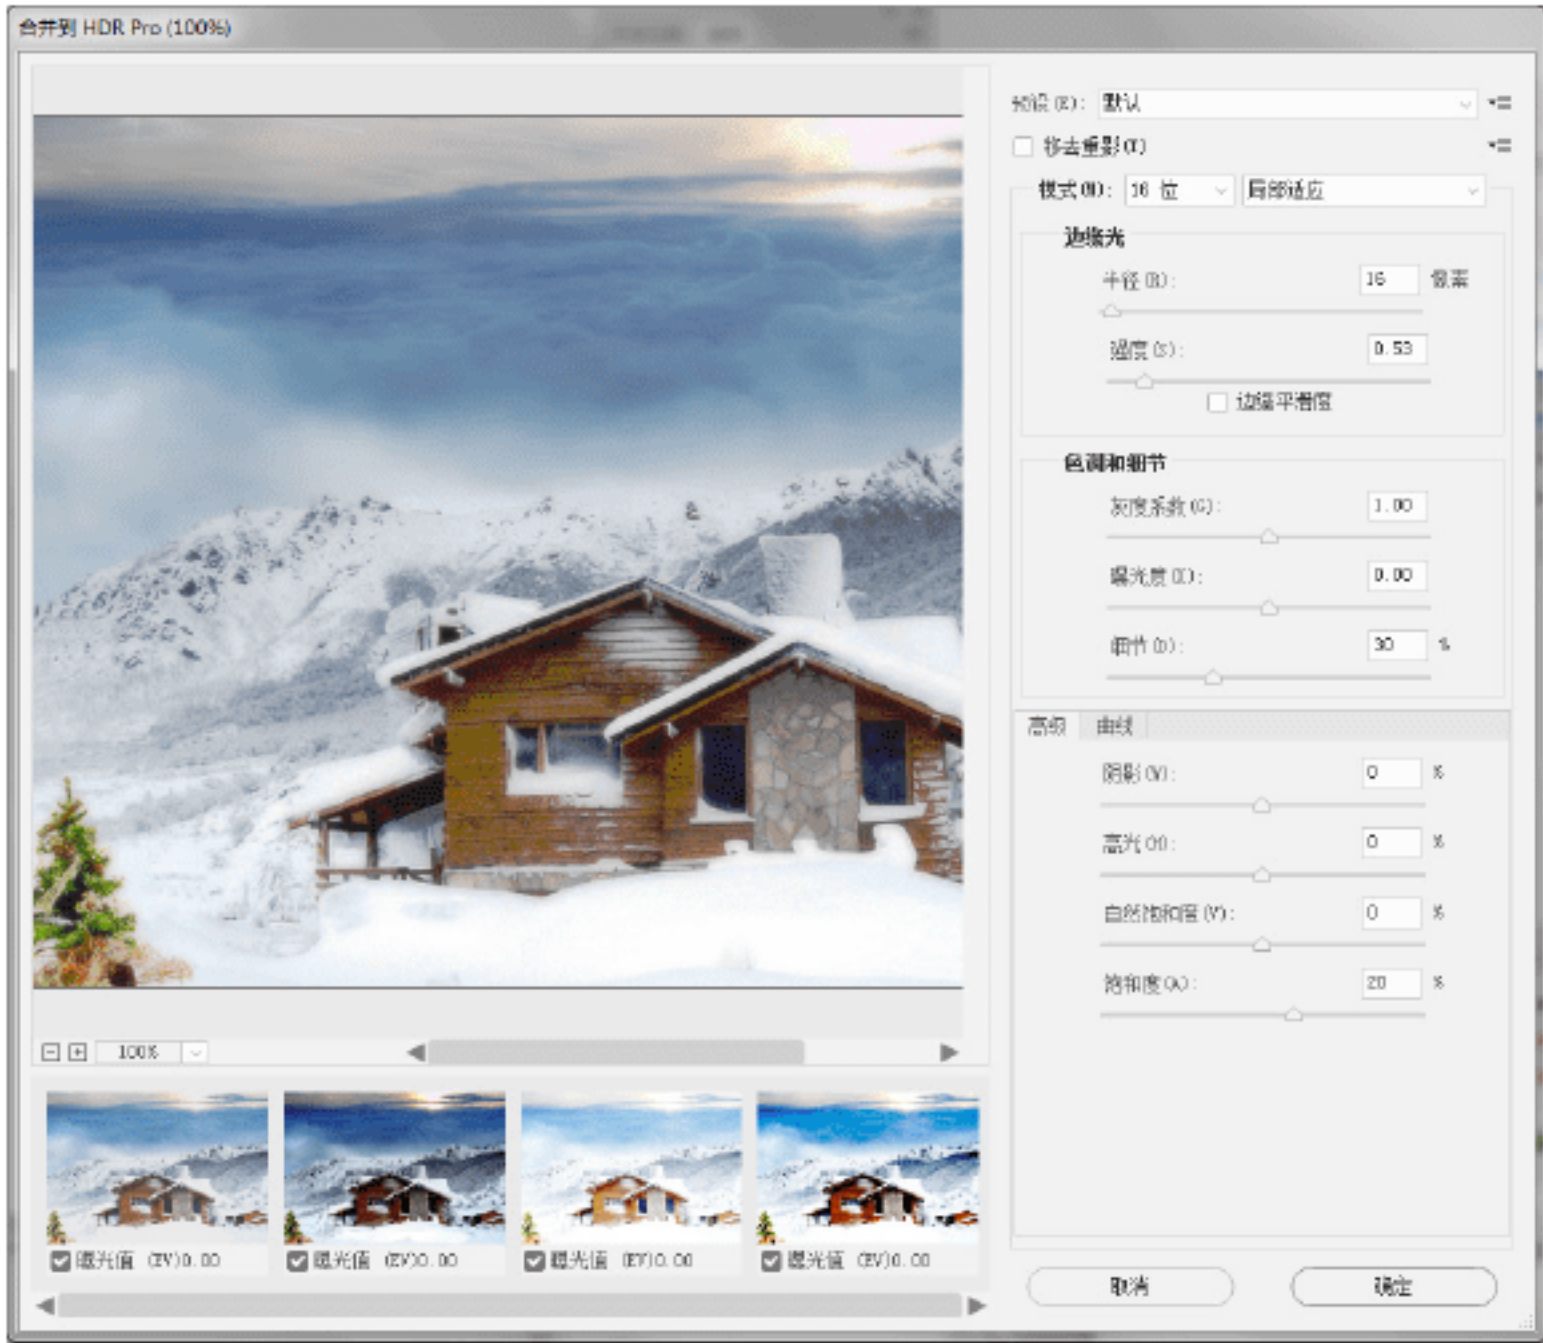 合并到 HDR Pro (100%)
预设(E): 默认
移去重影(T)
模式(M): 16 位 局部适应
边缘光
半径(R): 16 像素
强度(S): 0.53
边缘平滑度
色调和细节
灰度系数(G): 1.00
曝光度(X): 0.00
细节(D): 30 %
高级 曲线
阴影(W): 0 %
高光(H): 0 %
自然饱和度(V): 0 %
饱和度(A): 20 %
100%
曝光值 (EV)0.00 曝光值 (EV)0.00 曝光值 (EV)0.00 曝光值 (EV)0.00
取消 确定